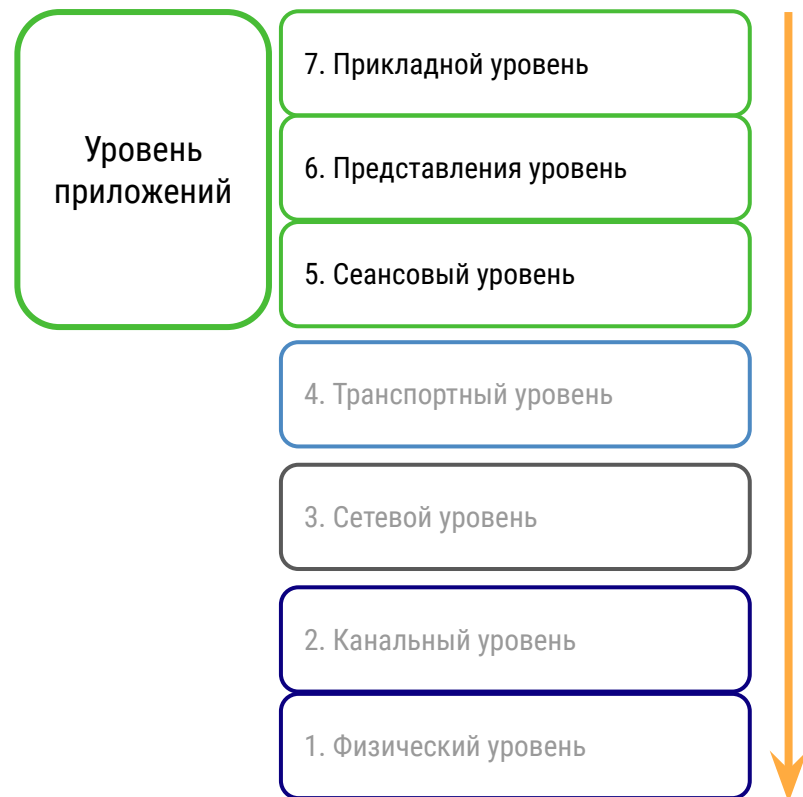 Уровень
приложений
7. Прикладной уровень
6. Представления уровень
5. Сеансовый уровень
4. Транспортный уровень
3. Сетевой уровень
2. Канальный уровень
1. Физический уровень